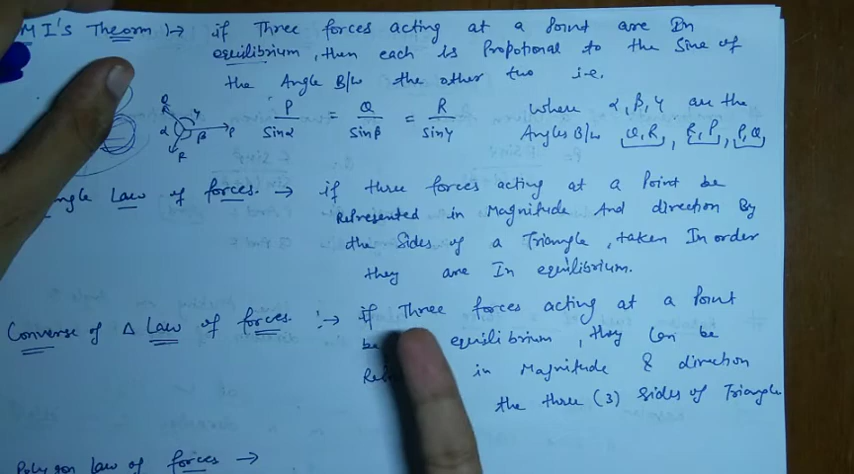 MI's Theorm :→ if Three forces acting at a Point are In
equilibrium, then each is Propotional to the Sine of
the Angle B/w the other two i.e.
P/Sinα = Q/Sinβ = R/Sinγ
where α, β, γ are the
Angles B/w Q,R, R,P, P,Q
Q
γ
α
β
P
R
ngle Law of forces. → if three forces acting at a Point be
Represented in Magnitude And direction By
the Sides of a Triangle, taken In order
they are In equilibrium.
Converse of Δ Law of forces :→ if Three forces acting at a Point
be equilibrium, they Can be
in Magnitude & direction
the three (3) Sides of Triangle
Polygon Law of forces →